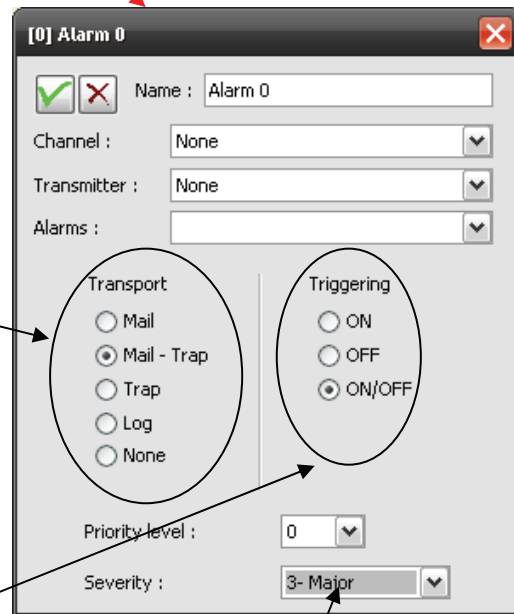 [0] Alarm 0
Name : Alarm 0
Channel : None
Transmitter : None
Alarms :
Transport Triggering
Mail ON
Mail - Trap OFF
Trap ON/OFF
Log
None
Priority level : 0
Severity : 3- Major